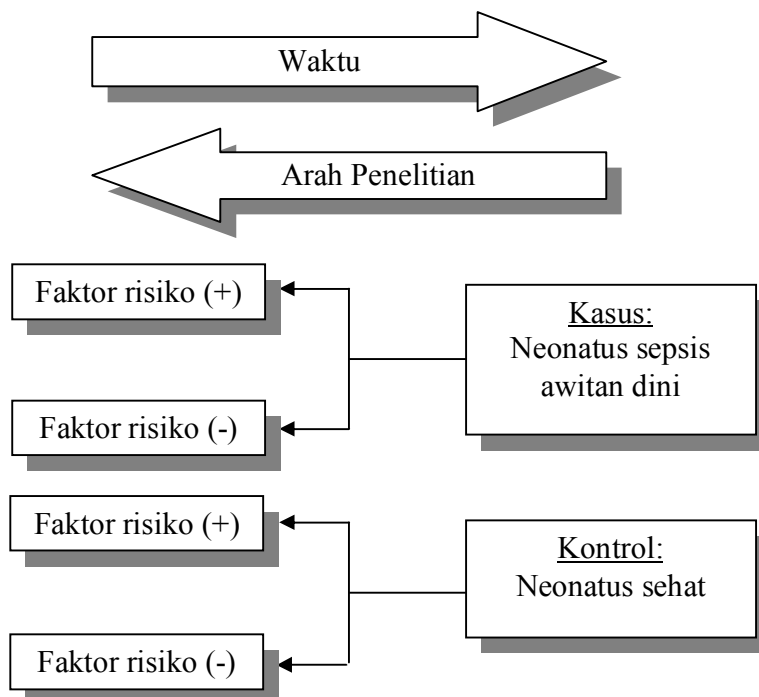 Waktu
Arah Penelitian
Faktor risiko (+)
Kasus:
Neonatus sepsis
awitan dini
Faktor risiko (-)
Faktor risiko (+)
Kontrol:
Neonatus sehat
Faktor risiko (-)